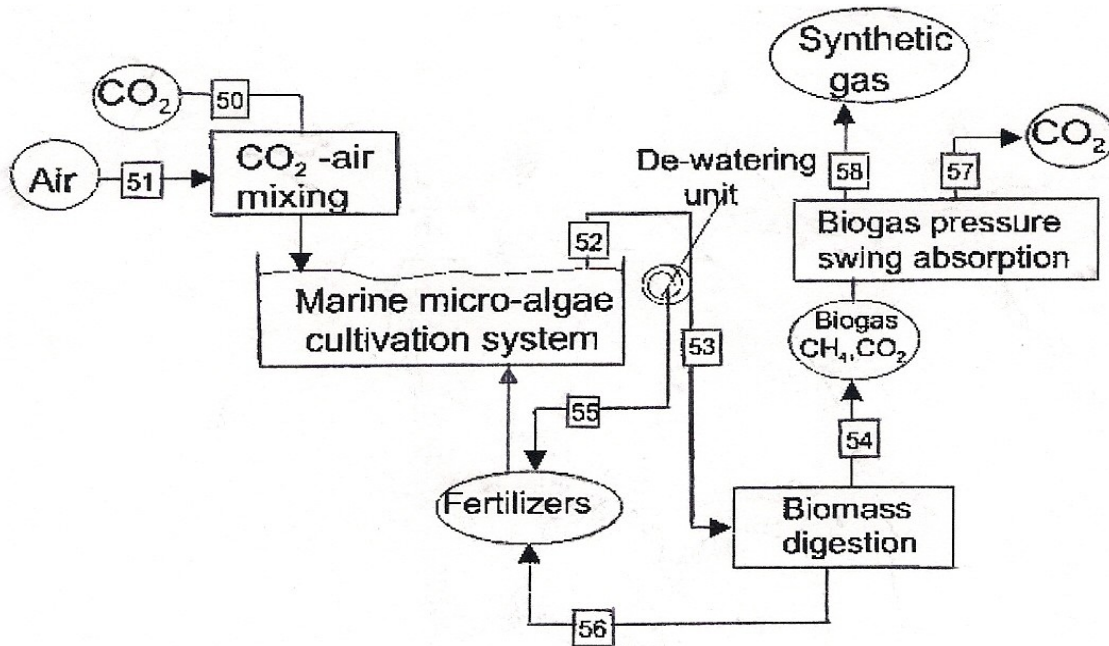 Synthetic
gas
CO₂
50
58
57
CO₂
Air
51
CO₂ -air
mixing
De-watering
unit
Biogas pressure
swing absorption
52
Marine micro-algae
cultivation system
Biogas
CH₄,CO₂
53
55
54
Fertilizers
Biomass
digestion
56